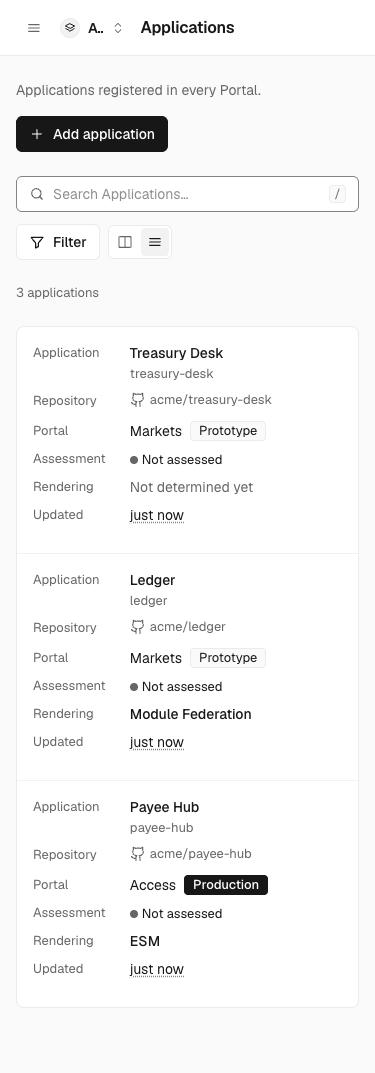 A.. Applications
Applications registered in every Portal.
Add application
Search Applications... /
Filter
3 applications
Application Treasury Desk
treasury-desk
Repository acme/treasury-desk
Portal Markets Prototype
Assessment Not assessed
Rendering Not determined yet
Updated just now
Application Ledger
ledger
Repository acme/ledger
Portal Markets Prototype
Assessment Not assessed
Rendering Module Federation
Updated just now
Application Payee Hub
payee-hub
Repository acme/payee-hub
Portal Access Production
Assessment Not assessed
Rendering ESM
Updated just now